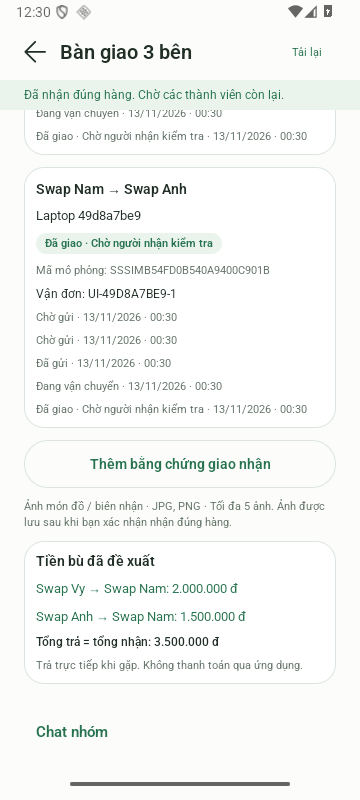 12:30
Bàn giao 3 bên
Tải lại
Đã nhận đúng hàng. Chờ các thành viên còn lại.
Đang vận chuyển · 13/11/2026 · 00:30
Đã giao · Chờ người nhận kiểm tra · 13/11/2026 · 00:30
Swap Nam → Swap Anh
Laptop 49d8a7be9
Đã giao · Chờ người nhận kiểm tra
Mã mô phỏng: SSSIMB54FD0B540A9400C901B
Vận đơn: UI-49D8A7BE9-1
Chờ gửi · 13/11/2026 · 00:30
Chờ gửi · 13/11/2026 · 00:30
Đã gửi · 13/11/2026 · 00:30
Đang vận chuyển · 13/11/2026 · 00:30
Đã giao · Chờ người nhận kiểm tra · 13/11/2026 · 00:30
Thêm bằng chứng giao nhận
Ảnh món đồ / biên nhận · JPG, PNG · Tối đa 5 ảnh. Ảnh được
lưu sau khi bạn xác nhận nhận đúng hàng.
Tiền bù đã đề xuất
Swap Vy → Swap Nam: 2.000.000 đ
Swap Anh → Swap Nam: 1.500.000 đ
Tổng trả = tổng nhận: 3.500.000 đ
Trả trực tiếp khi gặp. Không thanh toán qua ứng dụng.
Chat nhóm